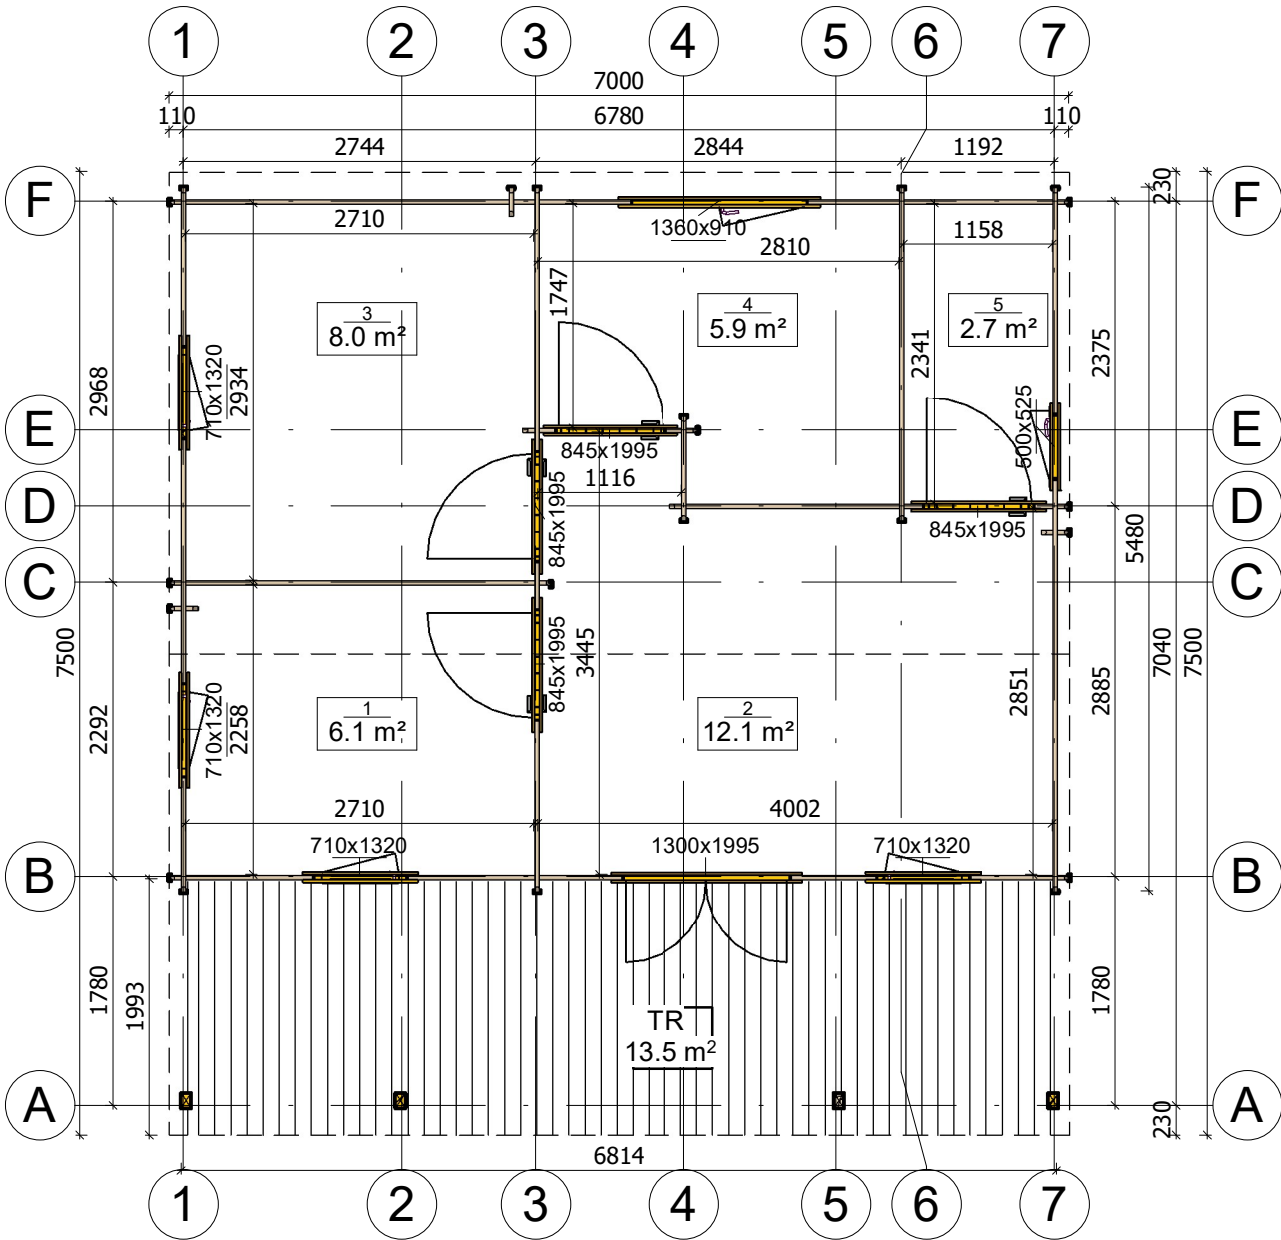 1 2 3 4 5 6 7
7000
110 6780 110
2744 2844 1192
230
F F
2710 1360x910 1158
2810
1747
3
8.0 m²
4
5.9 m²
5
2.7 m²
2968
710x1320
2934
2341
2375
500x525
E E
845x1995
1116
845x1995
845x1995
D D
5480
C C
7500
845x1995
3445
7040
7500
2292
710x1320
2258
1
6.1 m²
2
12.1 m²
2851
2885
2710 4002
710x1320 1300x1995 710x1320
B B
1780
1993
TR
13.5 m²
1780
A A
230
6814
1 2 3 4 5 6 7